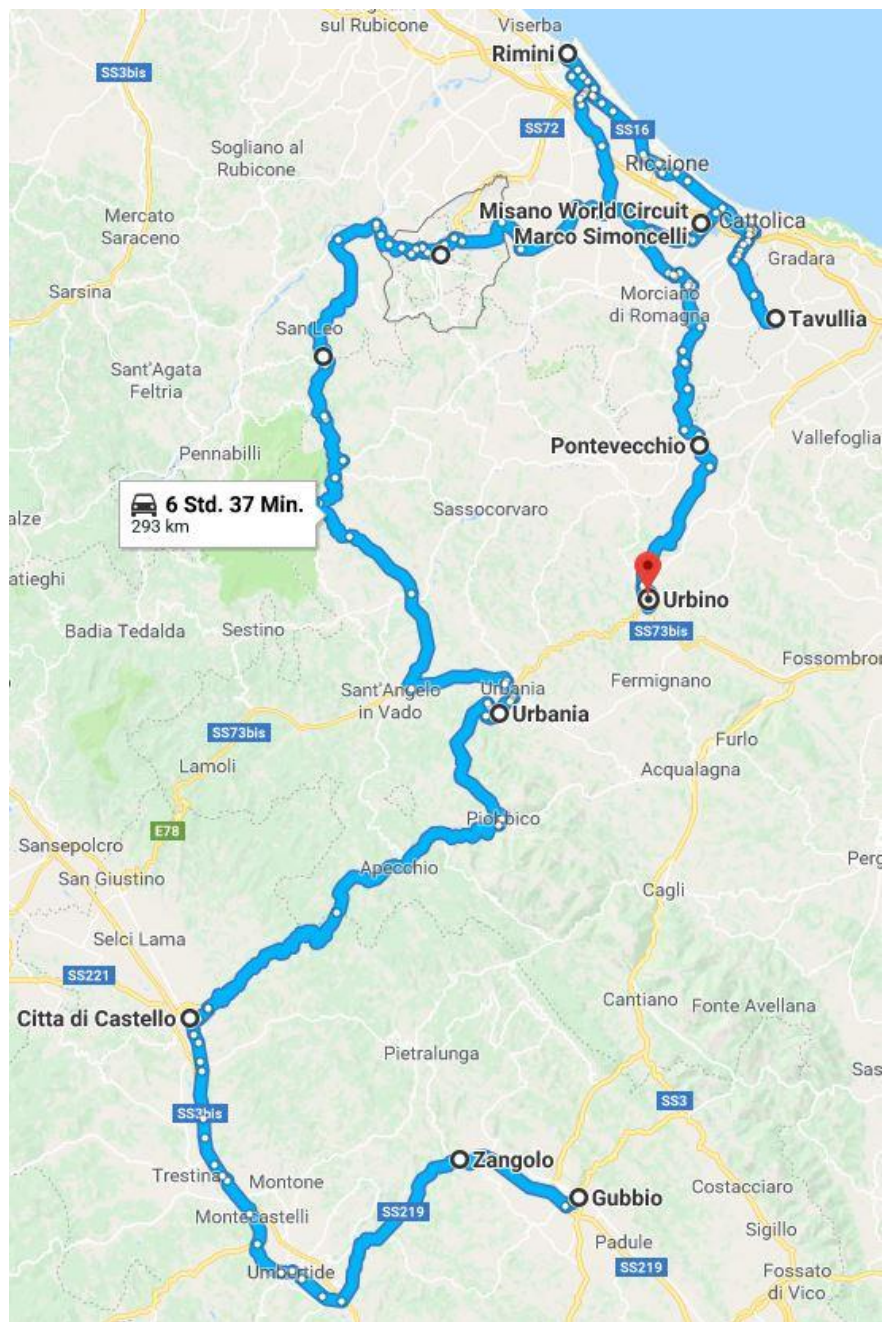 Viserba
sul Rubicone
Rimini
SS3bis
SS72
SS16
Sogliano al
Rubicone
Riccione
Mercato
Saraceno
Misano World Circuit
Marco Simoncelli
Cattolica
Gradara
Sarsina
Morciano
di Romagna
Tavullia
San Leo
Sant'Agata
Feltria
Pontevecchio
Vallefoglia
Pennabilli
6 Std. 37 Min.
293 km
Sassocorvaro
Urbino
SS73bis
Badia Tedalda
Sestino
Fossombron
Fermignano
Sant'Angelo
in Vado
Urbania
Urbania
SS73bis
Furlo
Lamoli
Acqualagna
E78
Piobbico
Sansepolcro
Apecchio
San Giustino
Cagli
Selci Lama
SS221
Cantiano
Fonte Avellana
Citta di Castello
Pietralunga
SS3bis
SS3
Trestina
Montone
Zangolo
Gubbio
Costacciaro
SS219
Montecastelli
Sigillo
Padule
Umbertide
SS219
Fossato
di Vico